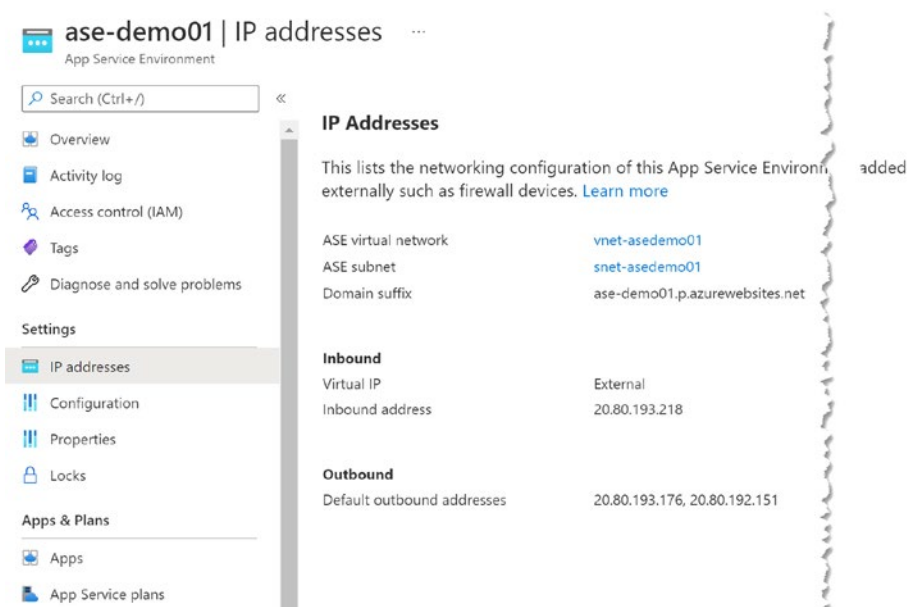 ase-demo01 | IP addresses ...
App Service Environment
Search (Ctrl+/)
«
Overview
Activity log
Access control (IAM)
Tags
Diagnose and solve problems
Settings
IP addresses
Configuration
Properties
Locks
Apps & Plans
Apps
App Service plans
IP Addresses
This lists the networking configuration of this App Service Environ added
externally such as firewall devices. Learn more
ASE virtual network vnet-asedemo01
ASE subnet snet-asedemo01
Domain suffix ase-demo01.p.azurewebsites.net
Inbound
Virtual IP External
Inbound address 20.80.193.218
Outbound
Default outbound addresses 20.80.193.176, 20.80.192.151